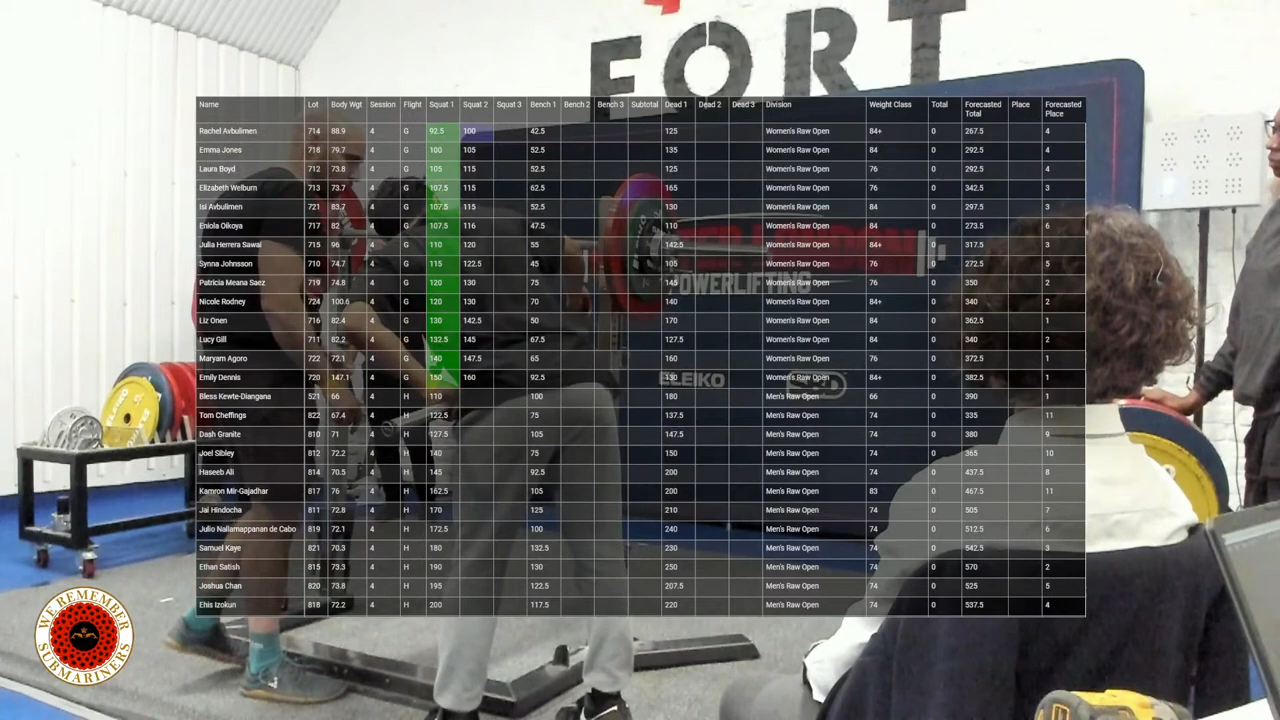 FORT
Name Lot Body Wgt Session Flight Squat 1 Squat 2 Squat 3 Bench 1 Bench 2 Bench 3 Subtotal Dead 1 Dead 2 Dead 3 Division Weight Class Total Forecasted Total Place Forecasted Place
Rachel Avbulimen 714 88.9 4 G 92.5 100 42.5 125 Women's Raw Open 84+ 0 267.5 4
Emma Jones 718 79.7 4 G 100 105 52.5 135 Women's Raw Open 84 0 292.5 4
Laura Boyd 712 73.8 4 G 105 115 52.5 125 Women's Raw Open 76 0 292.5 4
Elizabeth Welburn 713 73.7 4 G 107.5 115 62.5 165 Women's Raw Open 76 0 342.5 3
Isi Avbulimen 721 83.7 4 G 107.5 115 52.5 130 Women's Raw Open 84 0 297.5 3
Eniola Oikoya 717 82 4 G 107.5 116 47.5 110 Women's Raw Open 84 0 273.5 6
Julia Herrera Sawai 715 96 4 G 110 120 55 142.5 Women's Raw Open 84+ 0 317.5 3
Synna Johnsson 710 74.7 4 G 115 122.5 45 105 Women's Raw Open 76 0 272.5 5
Patricia Meana Saez 719 74.8 4 G 120 130 75 145 Women's Raw Open 76 0 350 2
Nicole Rodney 724 100.6 4 G 120 130 70 140 Women's Raw Open 84+ 0 340 2
Liz Onen 716 82.4 4 G 130 142.5 50 170 Women's Raw Open 84 0 362.5 1
Lucy Gill 711 82.2 4 G 132.5 145 67.5 127.5 Women's Raw Open 84 0 340 2
Maryam Agoro 722 72.1 4 G 140 147.5 65 160 Women's Raw Open 76 0 372.5 1
Emily Dennis 720 147.1 4 G 150 160 92.5 130 Women's Raw Open 84+ 0 382.5 1
Bless Kewte-Diangana 521 66 4 H 110 100 180 Men's Raw Open 66 0 390 1
Tom Cheffings 822 67.4 4 H 122.5 75 137.5 Men's Raw Open 74 0 335 11
Dash Granite 810 71 4 H 127.5 105 147.5 Men's Raw Open 74 0 380 9
Joel Sibley 812 72.2 4 H 140 75 150 Men's Raw Open 74 0 365 10
Haseeb Ali 814 70.5 4 H 145 92.5 200 Men's Raw Open 74 0 437.5 8
Kamron Mir-Gajadhar 817 76 4 H 162.5 105 200 Men's Raw Open 83 0 467.5 11
Jai Hindocha 811 72.8 4 H 170 125 210 Men's Raw Open 74 0 505 7
Julio Nallamappanan de Cabo 819 72.1 4 H 172.5 100 240 Men's Raw Open 74 0 512.5 6
Samuel Kaye 821 70.3 4 H 180 132.5 230 Men's Raw Open 74 0 542.5 3
Ethan Satish 815 73.3 4 H 190 130 250 Men's Raw Open 74 0 570 2
Joshua Chan 820 73.8 4 H 195 122.5 207.5 Men's Raw Open 74 0 525 5
Ehis Izokun 818 72.2 4 H 200 117.5 220 Men's Raw Open 74 0 537.5 4
POWERLIFTING
ELEIKO
SBD
ELEIKO
WE REMEMBER
SUBMARINERS